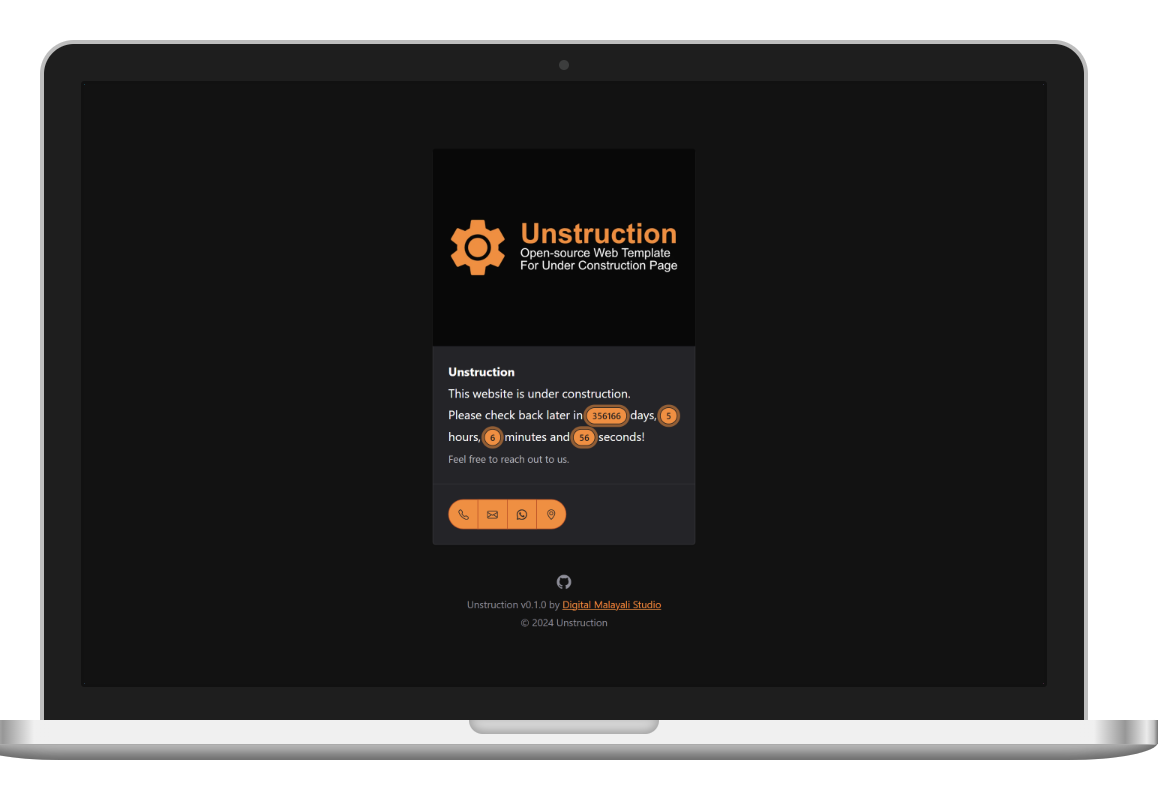 Unstruction
Open-source Web Template
For Under Construction Page
Unstruction
This website is under construction.
Please check back later in 356166 days, 5
hours, 6 minutes and 56 seconds!
Feel free to reach out to us.
Unstruction v0.1.0 by Digital Malayali Studio
© 2024 Unstruction